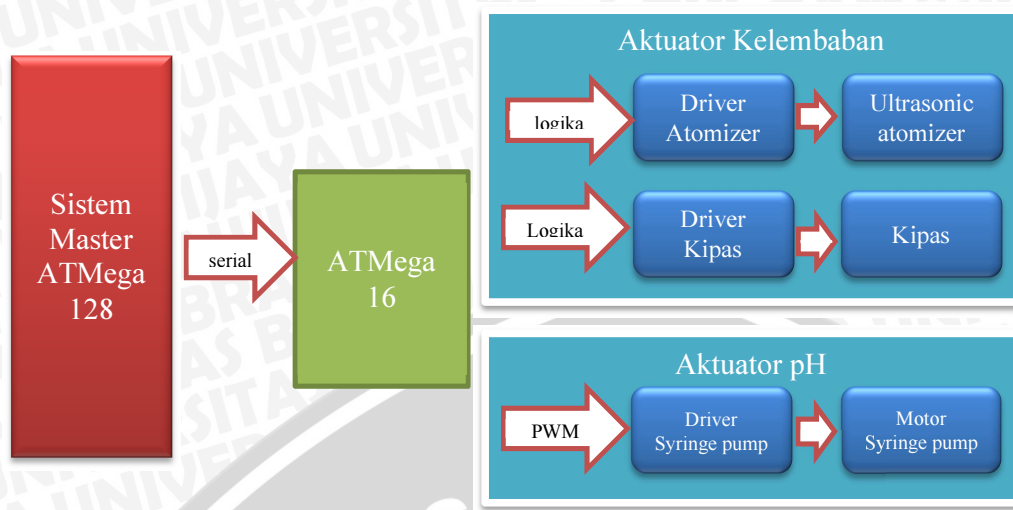 Sistem
Master
ATMega
128
serial
ATMega
16
Aktuator Kelembaban
logika
Driver
Atomizer
Ultrasonic
atomizer
Logika
Driver
Kipas
Kipas
Aktuator pH
PWM
Driver
Syringe pump
Motor
Syringe pump